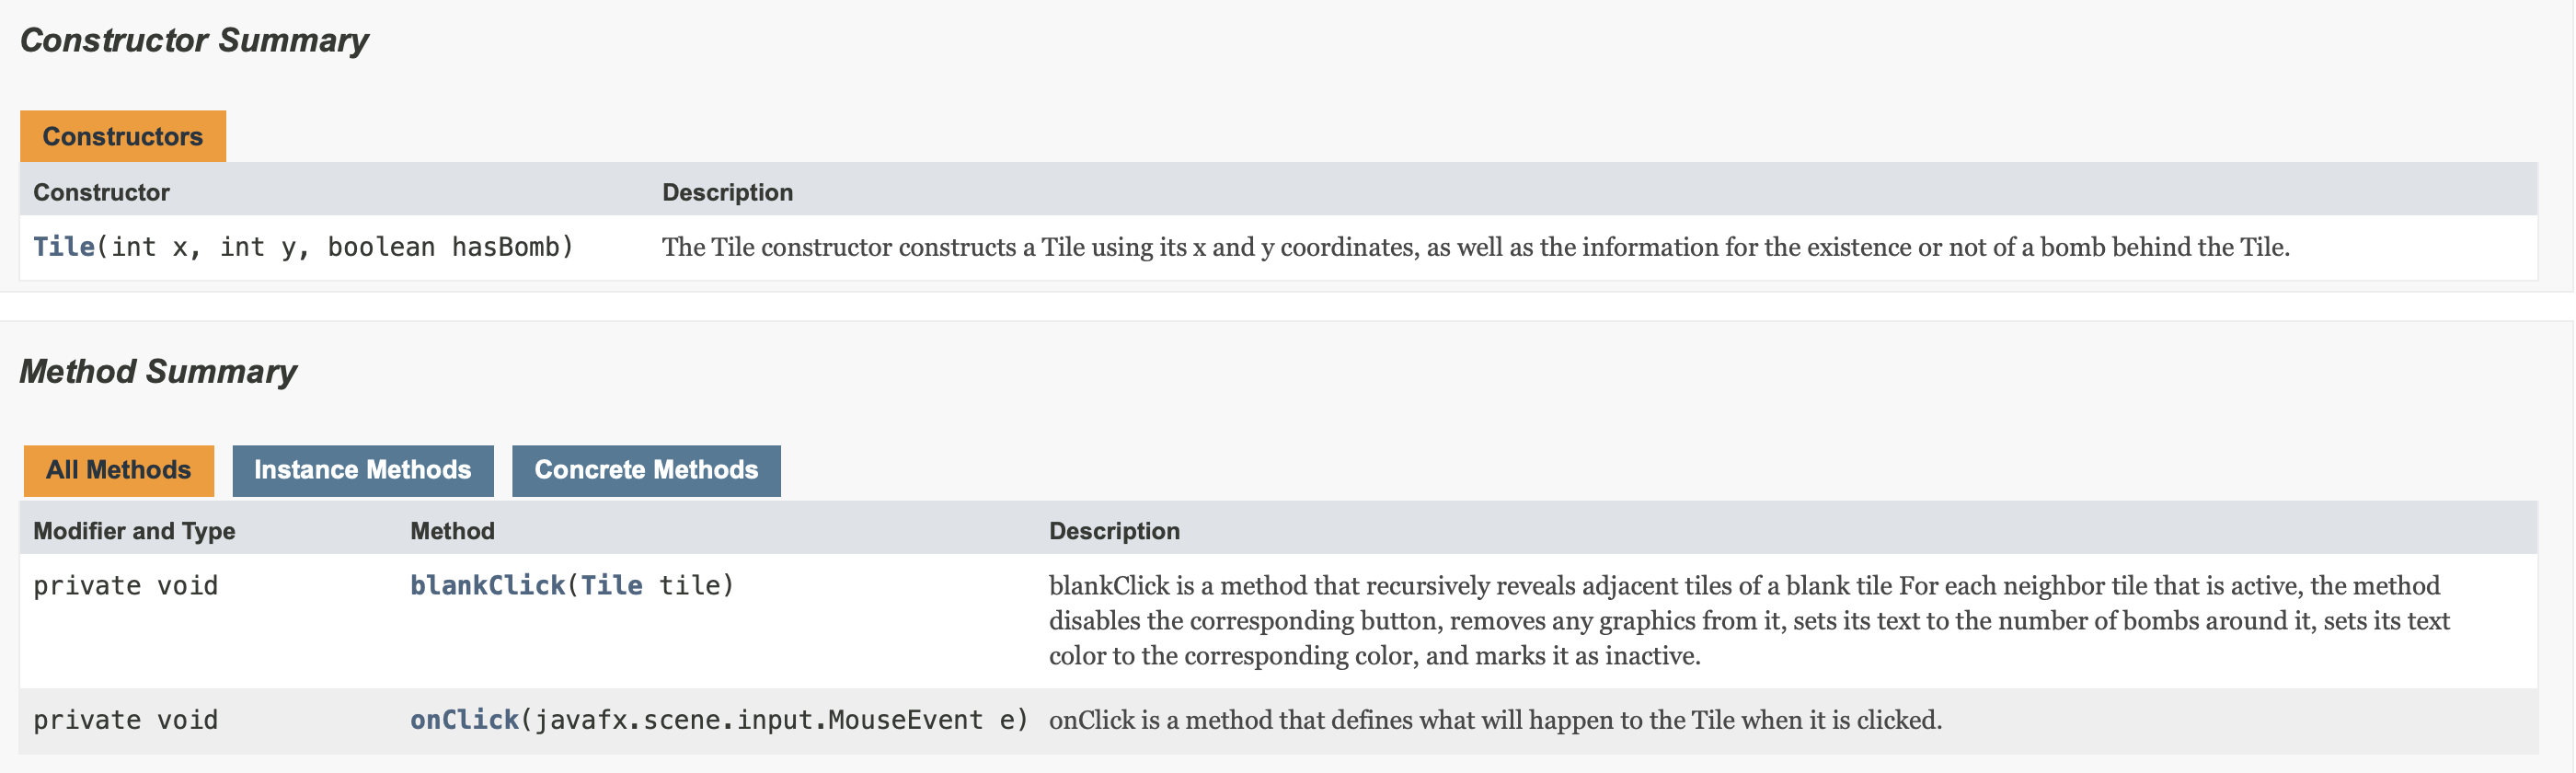 Constructor Summary
Constructors
Constructor Description
Tile(int x, int y, boolean hasBomb) The Tile constructor constructs a Tile using its x and y coordinates, as well as the information for the existence or not of a bomb behind the Tile.
Method Summary
All Methods Instance Methods Concrete Methods
Modifier and Type Method Description
private void blankClick(Tile tile) blankClick is a method that recursively reveals adjacent tiles of a blank tile For each neighbor tile that is active, the method
disables the corresponding button, removes any graphics from it, sets its text to the number of bombs around it, sets its text
color to the corresponding color, and marks it as inactive.
private void onClick(javafx.scene.input.MouseEvent e) onClick is a method that defines what will happen to the Tile when it is clicked.